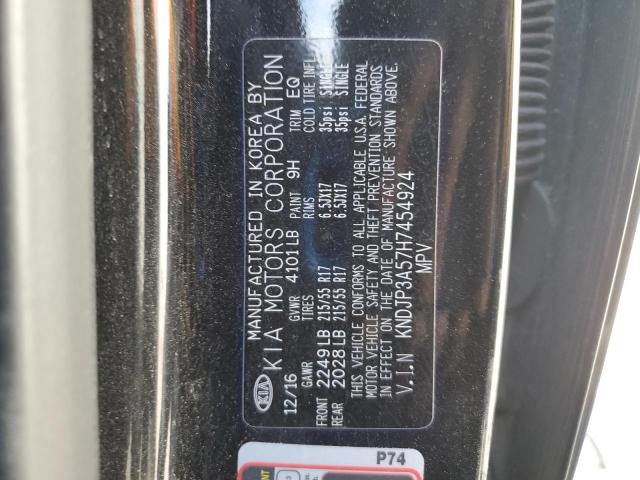 KIA MANUFACTURED IN KOREA BY
KIA MOTORS CORPORATION
12/16 GVWR 4101LB PAINT 9H TRIM EQ
GAWR TIRES RIMS COLD TIRE INFL
FRONT 2249LB 215/55 R17 6.5JX17 35psi SINGLE
REAR 2028LB 215/55 R17 6.5JX17 35psi SINGLE
THIS VEHICLE CONFORMS TO ALL APPLICABLE U.S.A. FEDERAL
MOTOR VEHICLE SAFETY AND THEFT PREVENTION STANDARDS
IN EFFECT ON THE DATE OF MANUFACTURE SHOWN ABOVE.
V.I.N KNDJP3A57H7454924
MPV
P74